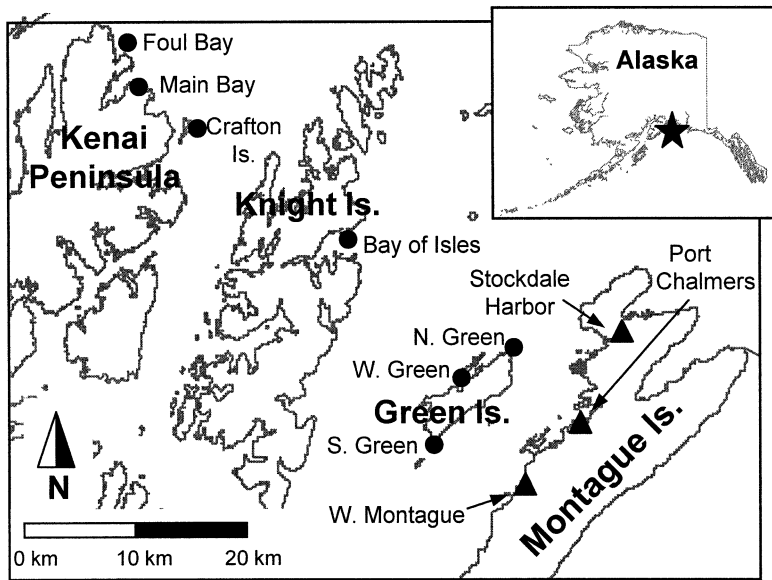 Foul Bay
Main Bay
Kenai
Peninsula
Crafton
Is.
Knight Is.
Bay of Isles
Alaska
Port
Chalmers
Stockdale
Harbor
N. Green
W. Green
Green Is.
S. Green
W. Montague
Montague Is.
N
0 km
10 km
20 km